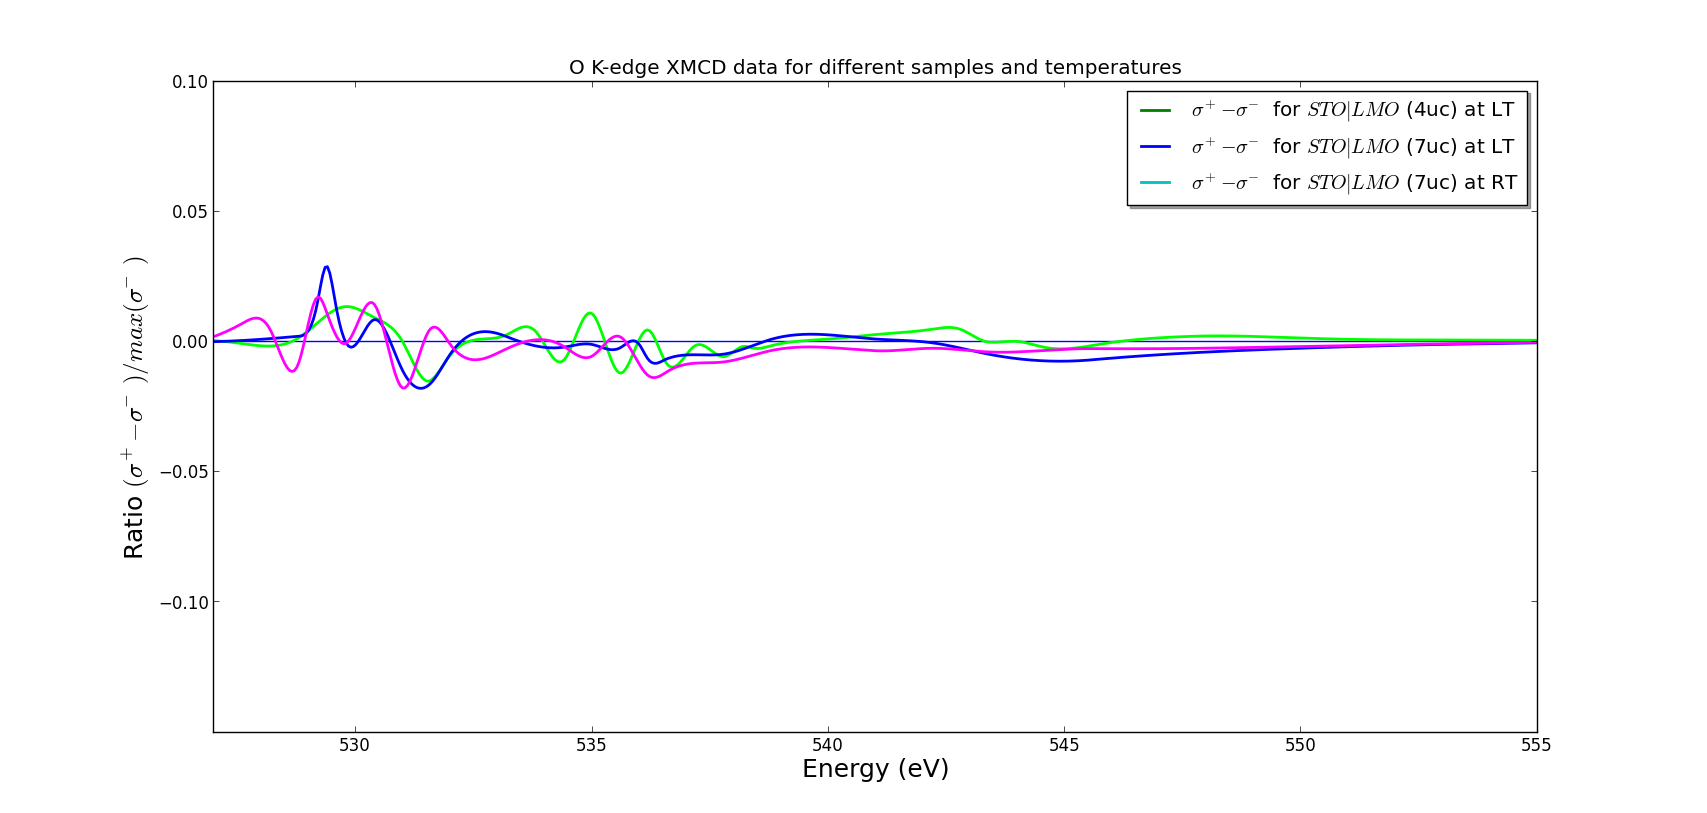 O K-edge XMCD data for different samples and temperatures
σ⁺ −σ⁻ for STO|LMO (4uc) at LT
σ⁺ −σ⁻ for STO|LMO (7uc) at LT
σ⁺ −σ⁻ for STO|LMO (7uc) at RT
Ratio (σ⁺ −σ⁻ )/max(σ⁻ )
0.10
0.05
0.00
−0.05
−0.10
530 535 540 545 550 555
Energy (eV)